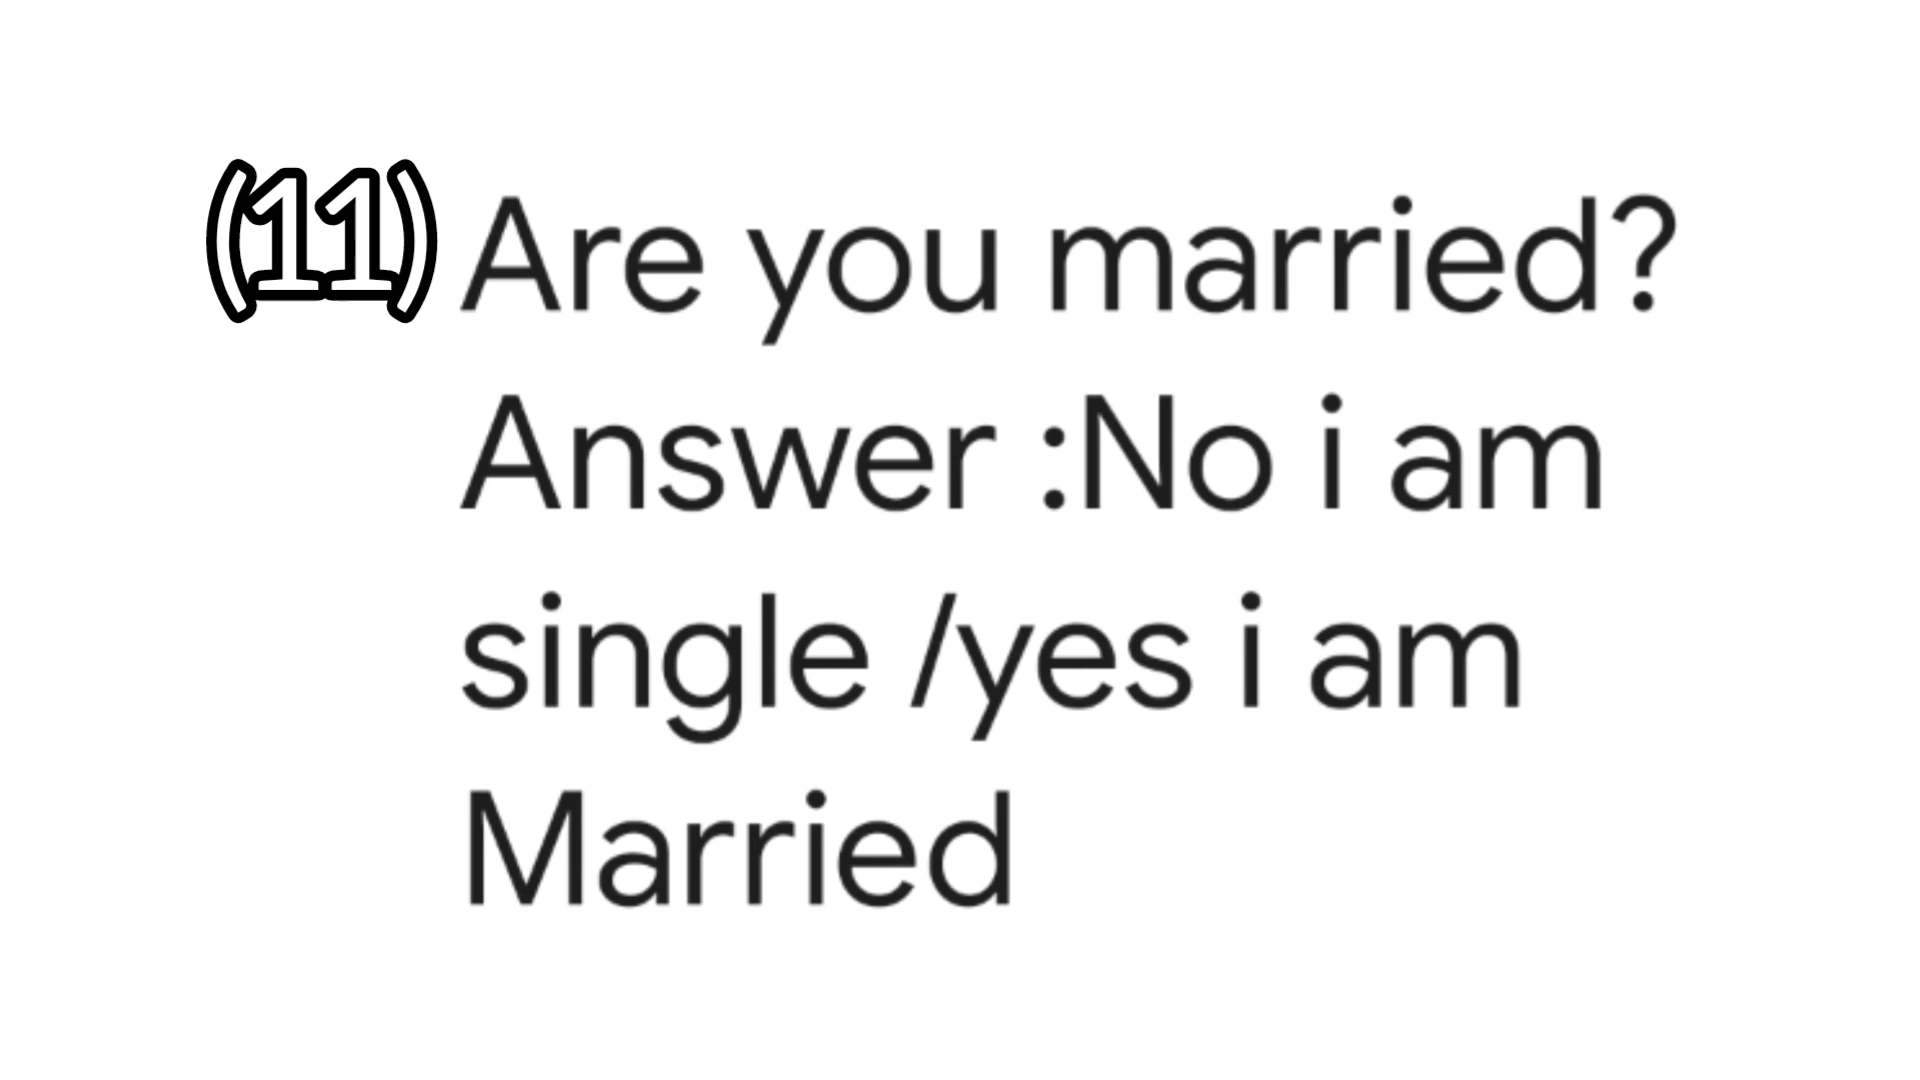 (11) Are you married?
Answer :No i am
single /yes i am
Married